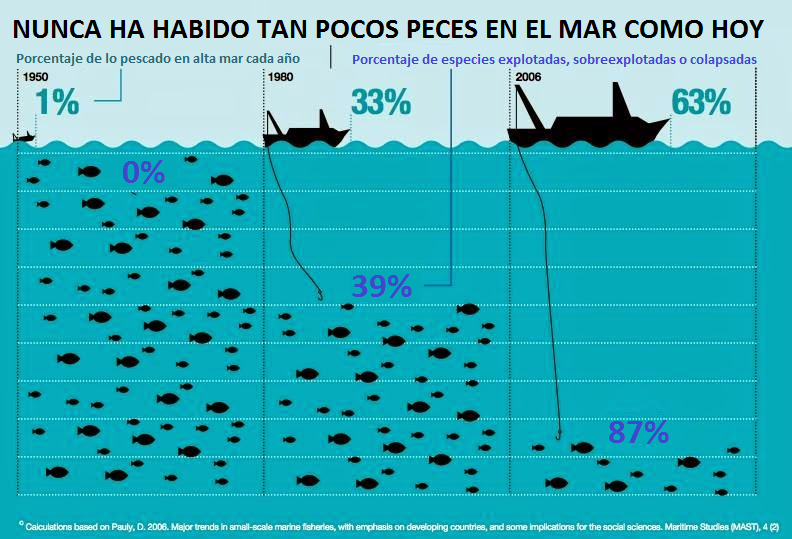 NUNCA HA HABIDO TAN POCOS PECES EN EL MAR COMO HOY
Porcentaje de lo pescado en alta mar cada año
Porcentaje de especies explotadas, sobreexplotadas o colapsadas
1950
1%
1980
33%
2006
63%
0%
39%
87%
© Calculations based on Pauly, D. 2006. Major trends in small-scale marine fisheries, with emphasis on developing countries, and some implications for the social sciences. Maritime Studies (MAST), 4 (2)